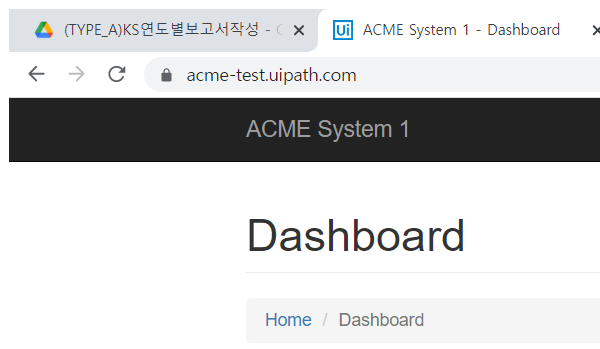 (TYPE_A)KS연도별보고서작성 -
Ui ACME System 1 - Dashboard
acme-test.uipath.com
ACME System 1
Dashboard
Home / Dashboard